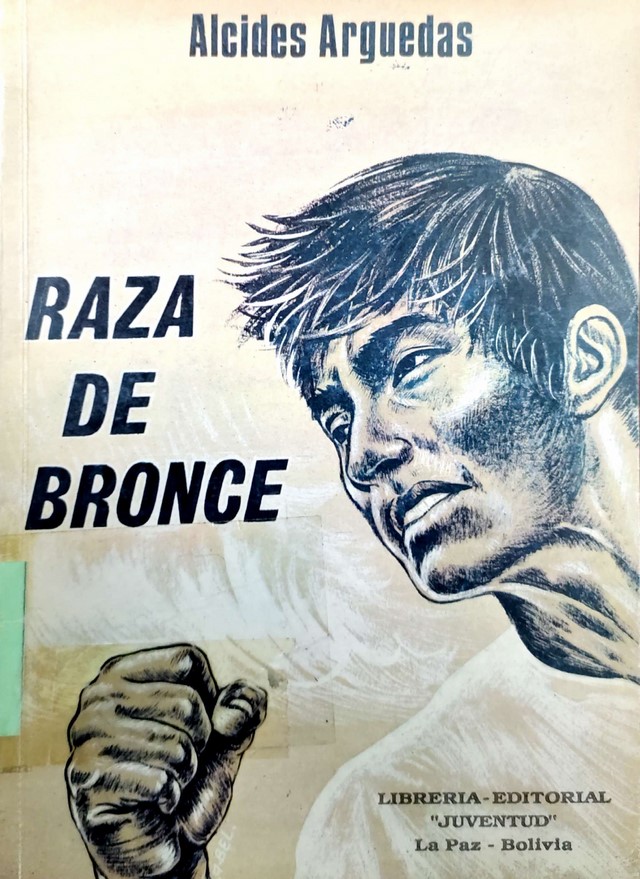 Alcides Arguedas
RAZA
DE
BRONCE
LIBRERIA-EDITORIAL
"JUVENTUD"
La Paz - Bolivia